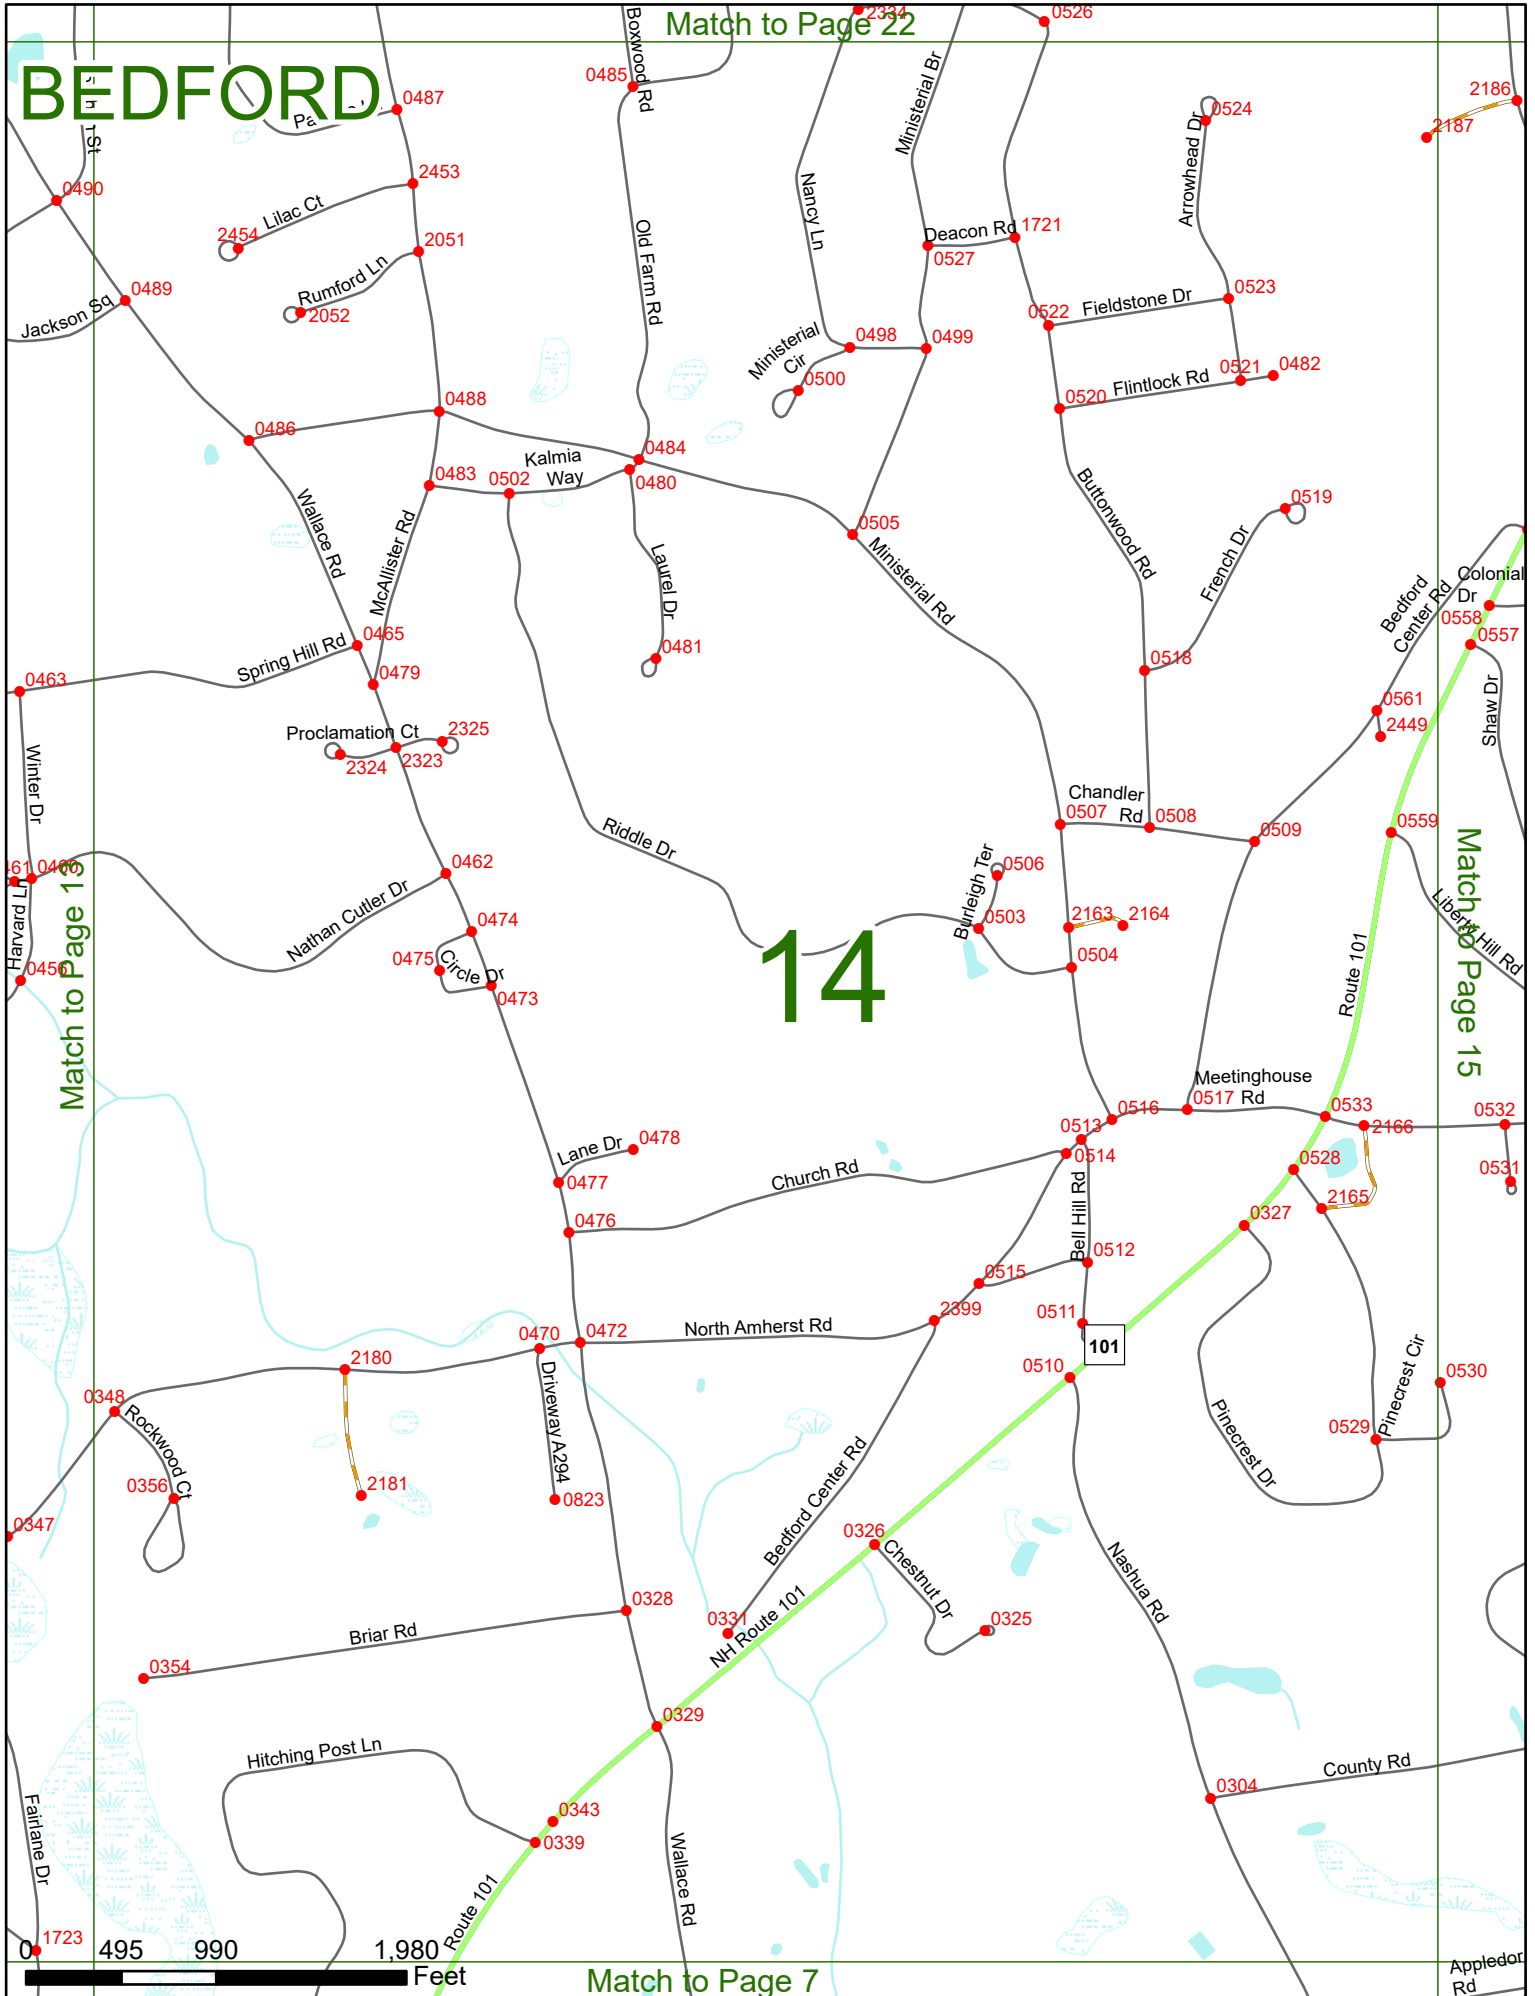 Match to Page 22
BEDFORD
2334
0526
Boxwood Rd
0485
0487
2186
2187
0524
Ministerial Br
Arrowhead Dr
2453
0490
Lilac Ct
2454
2051
Nancy Ln
Old Farm Rd
Deacon Rd
1721
0527
Rumford Ln
2052
0489
Jackson Sq
0523
Fieldstone Dr
0522
Ministerial
Cir
0498
0499
0500
0521
0482
Flintlock Rd
0520
0488
0486
0484
Kalmia
Way
0480
0483
0502
Wallace Rd
McAllister Rd
Laurel Dr
0505
Ministerial Rd
Buttonwood Rd
0519
French Dr
Bedford
Center Rd
Colonial
Dr
0558
0557
0465
Spring Hill Rd
0481
0479
0463
0518
0561
2449
Shaw Dr
Proclamation Ct
2325
2324
2323
Winter Dr
Chandler
Rd
0507
0508
0509
0559
Riddle Dr
Match to Page 13
0460
0462
Harvard Ln
Nathan Cutler Dr
Burleigh Ter
0506
0503
2163
2164
0474
0475
Circle Dr
0473
0456
14
0504
Route 101
Liberty Hill Rd
Match to Page 15
Meetinghouse
Rd
0517
0516
0533
2166
0532
0513
0514
Lane Dr
0478
0477
Church Rd
0528
0531
2165
0476
Bell Hill Rd
0327
0512
0515
0511
2399
North Amherst Rd
0470
0472
101
0510
2180
0348
Rockwood Ct
Driveway A294
Pinecrest Cir
0530
0529
Pinecrest Dr
0356
2181
0823
Bedford Center Rd
0347
0326
Chestnut Dr
Nashua Rd
0328
0331
NH Route 101
0325
Briar Rd
0354
0329
Hitching Post Ln
County Rd
0304
0343
0339
Fairlane Dr
Wallace Rd
Route 101
1723
0 495 990 1,980
Feet
Match to Page 7
Appledor
Rd